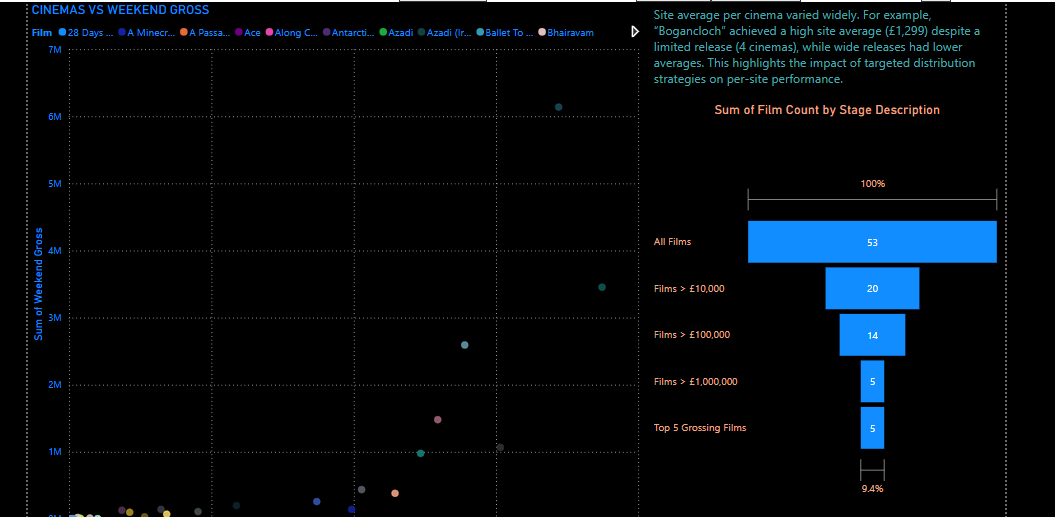 CINEMAS VS WEEKEND GROSS
Film 28 Days ... A Minecr... A Passa... Ace Along C... Antarcti... Azadi Azadi (Ir... Ballet To ... Bhairavam
7M
6M
5M
4M
3M
2M
1M
Sum of Weekend Gross
Site average per cinema varied widely. For example,
“Bogancloch” achieved a high site average (£1,299) despite a
limited release (4 cinemas), while wide releases had lower
averages. This highlights the impact of targeted distribution
strategies on per-site performance.
Sum of Film Count by Stage Description
100%
All Films 53
Films > £10,000 20
Films > £100,000 14
Films > £1,000,000 5
Top 5 Grossing Films 5
9.4%